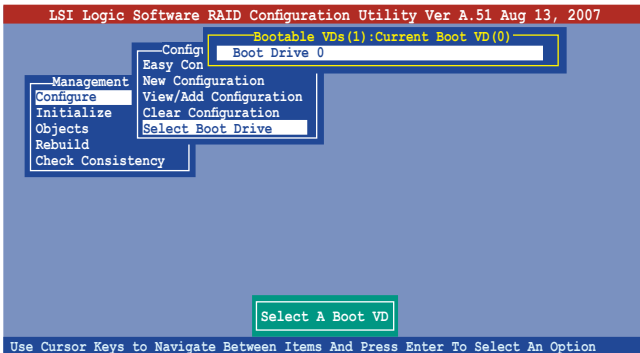 LSI Logic Software RAID Configuration Utility Ver A.51 Aug 13, 2007
Bootable VDs(1):Current Boot VD(0)
Boot Drive 0
Configu
Easy Con
New Configuration
View/Add Configuration
Clear Configuration
Select Boot Drive
Management
Configure
Initialize
Objects
Rebuild
Check Consistency
Select A Boot VD
Use Cursor Keys to Navigate Between Items And Press Enter To Select An Option